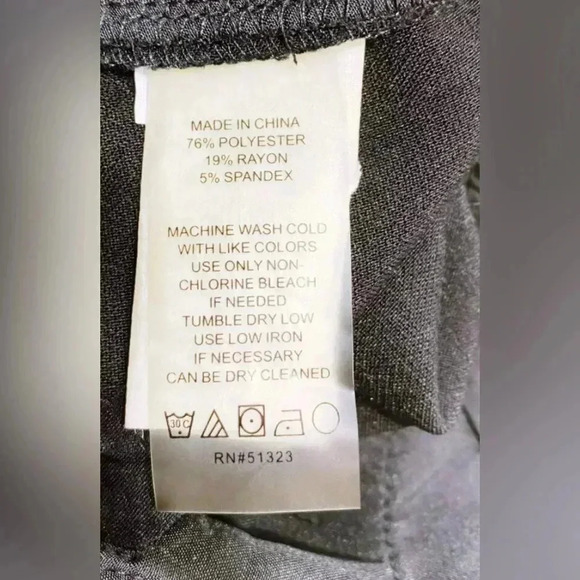 MADE IN CHINA
76% POLYESTER
19% RAYON
5% SPANDEX
MACHINE WASH COLD
WITH LIKE COLORS
USE ONLY NON-
CHLORINE BLEACH
IF NEEDED
TUMBLE DRY LOW
USE LOW IRON
IF NECESSARY
CAN BE DRY CLEANED
30 C
RN#51323